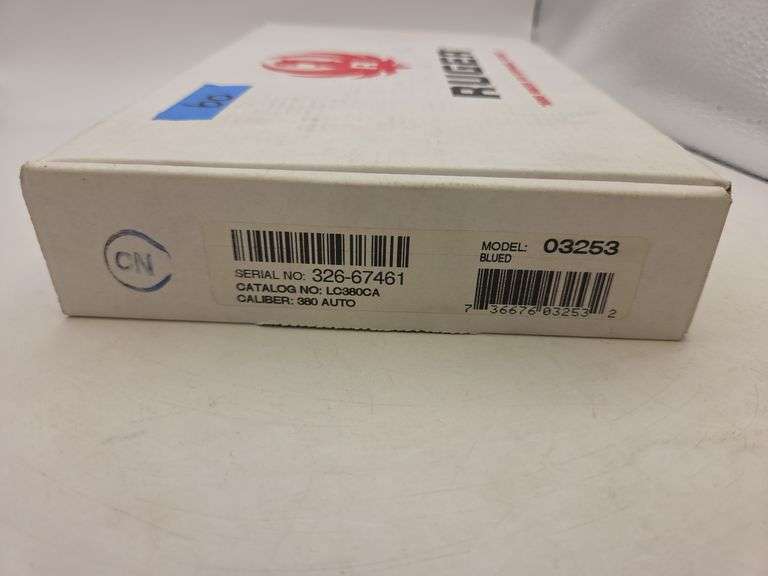 RUGER
60
CN
SERIAL NO: 326-67461
CATALOG NO: LC380CA
CALIBER: 380 AUTO
MODEL: 03253
BLUED
7 36676 03253 2